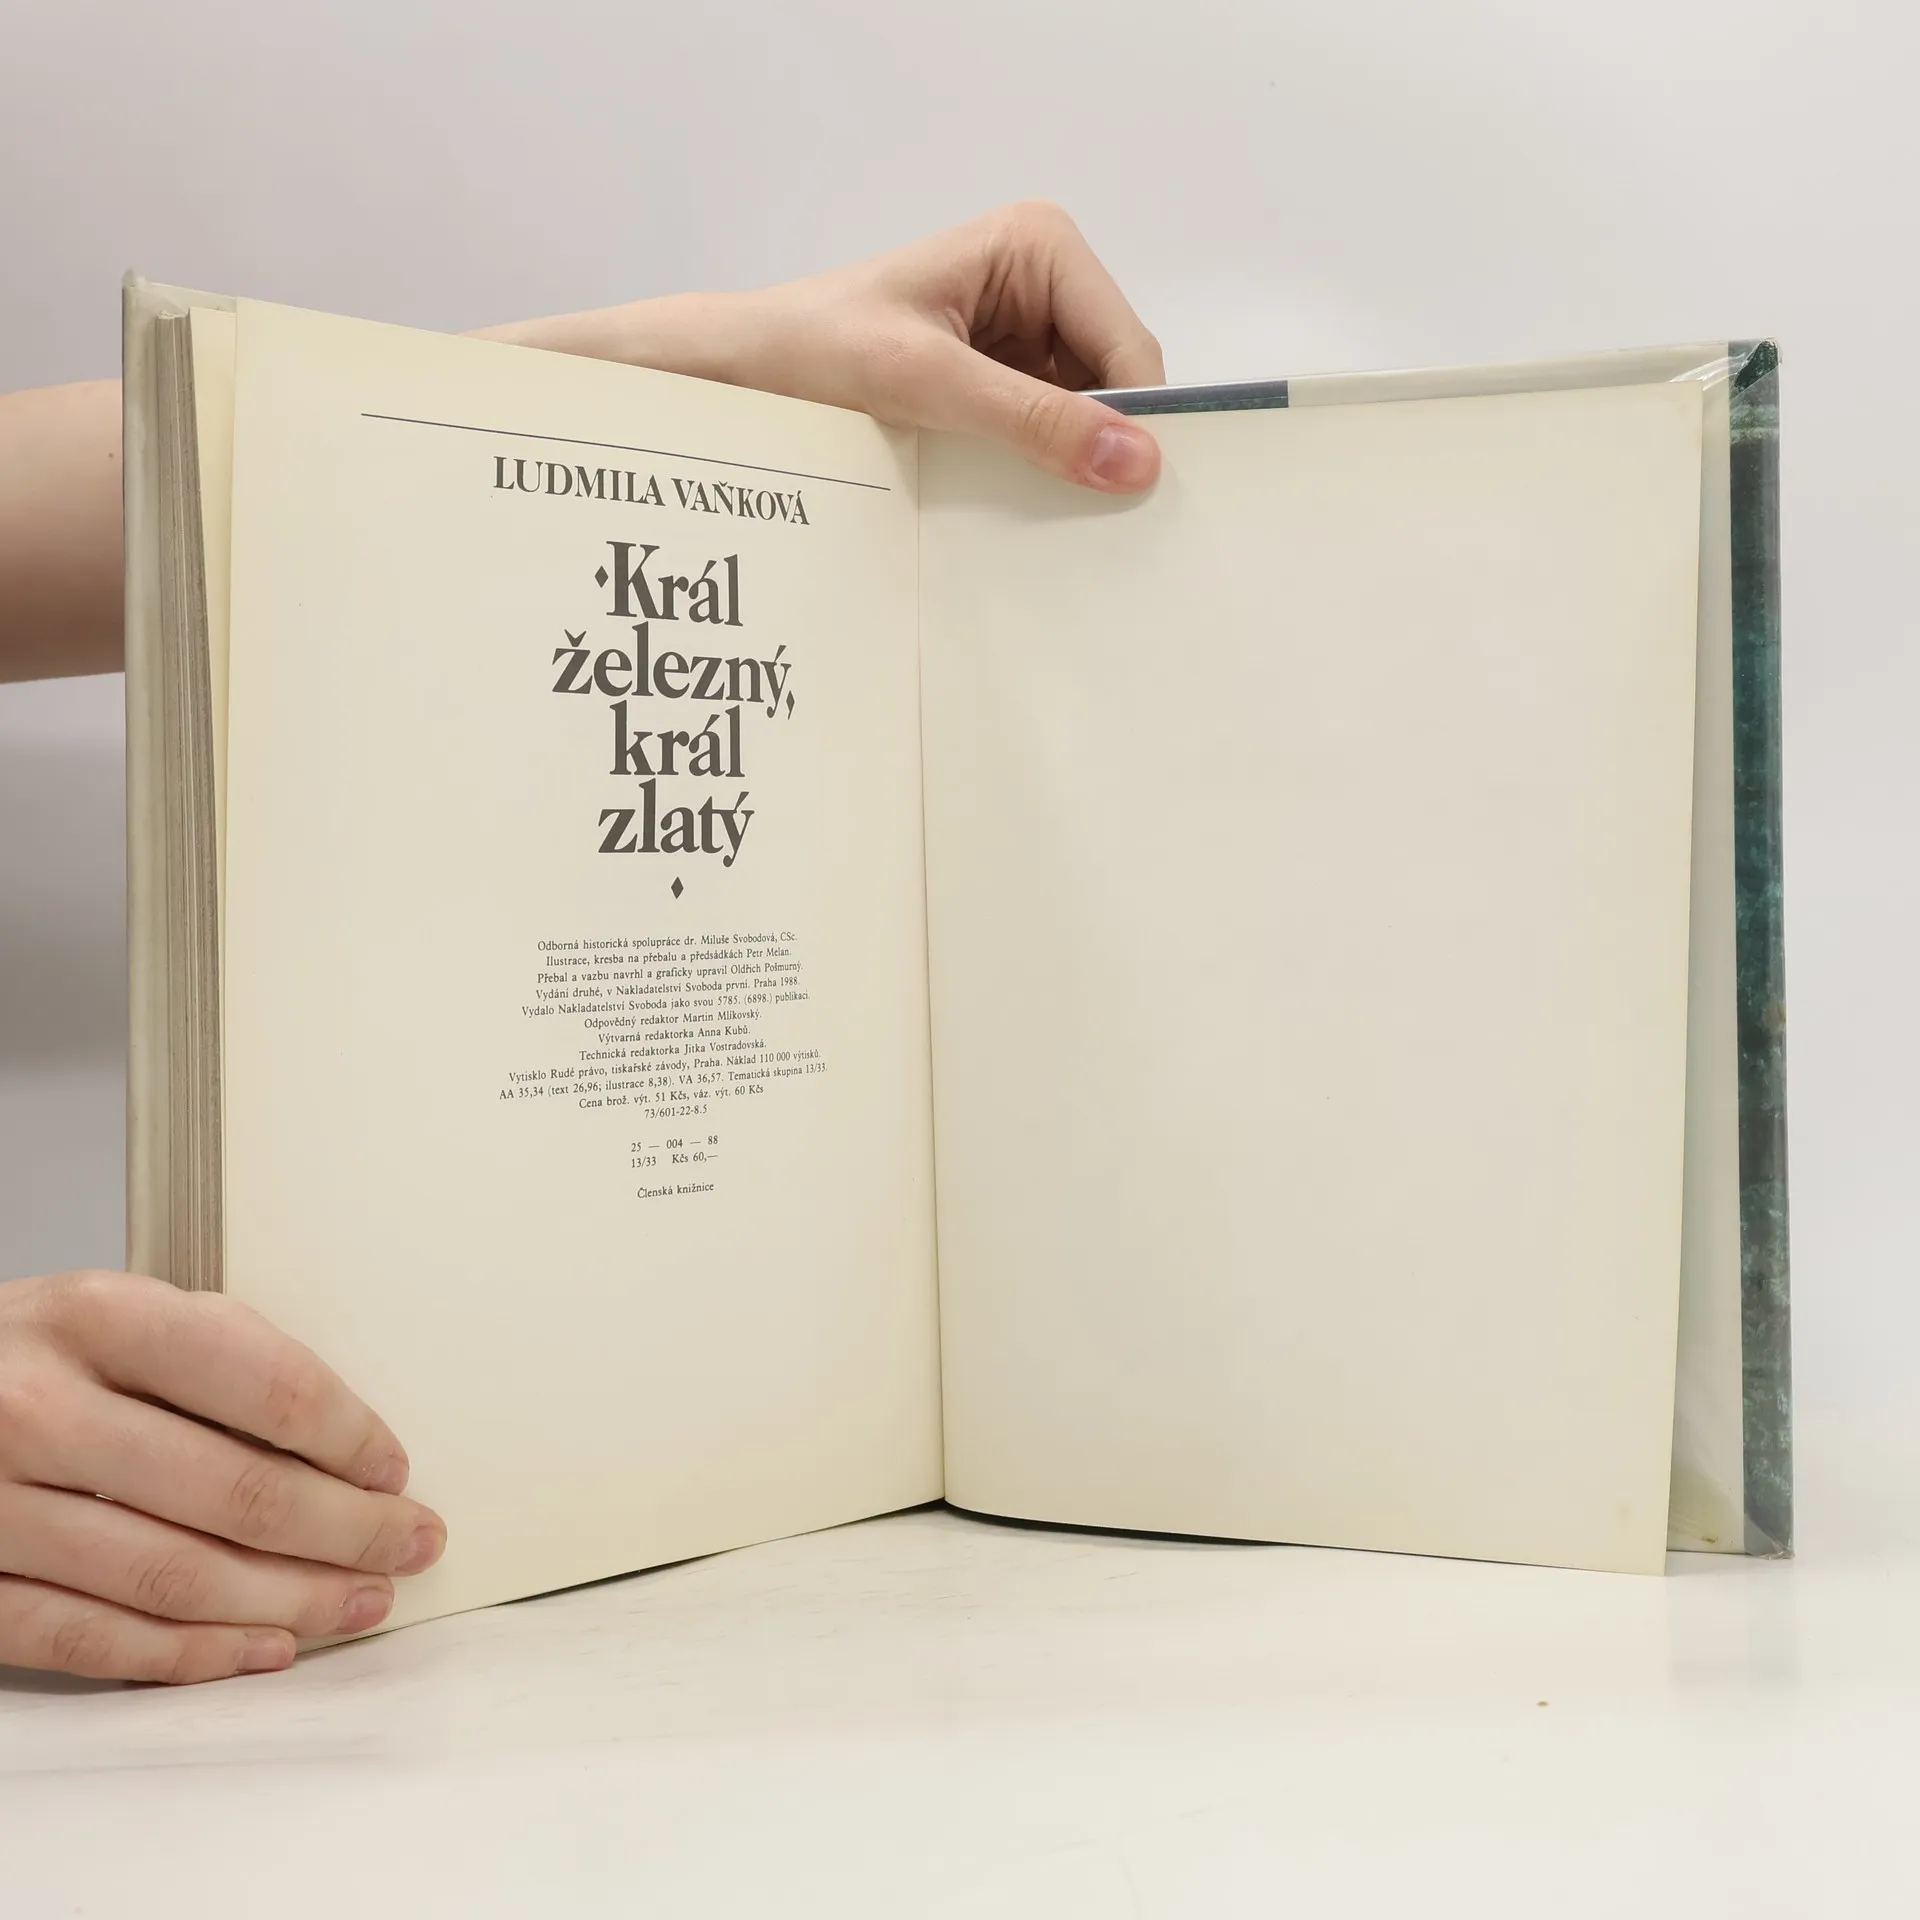 LUDMILA VAŇKOVÁ
Král
železný,
král
zlatý
Odborná historická spolupráce dr. Miluše Svobodová, CSc.
Ilustrace, kresba na přebalu a předsádkách Petr Melan.
Přebal a vazbu navrhl a graficky upravil Oldřich Pošmurný.
Vydání druhé, v Nakladatelství Svoboda první. Praha 1988.
Vydalo Nakladatelství Svoboda jako svou 5785. (6898.) publikaci.
Odpovědný redaktor Martin Mlíkovský.
Výtvarná redaktorka Anna Kubů.
Technická redaktorka Jitka Vostradovská.
Vytisklo Rudé právo, tiskařské závody, Praha. Náklad 110 000 výtisků.
AA 35,34 (text 26,96; ilustrace 8,38). VA 36,57. Tematická skupina 13/33.
Cena brož. výt. 51 Kčs, váz. výt. 60 Kčs
73/601-22-8.5
25 — 004 — 88
13/33 Kčs 60,—
Členská knižnice